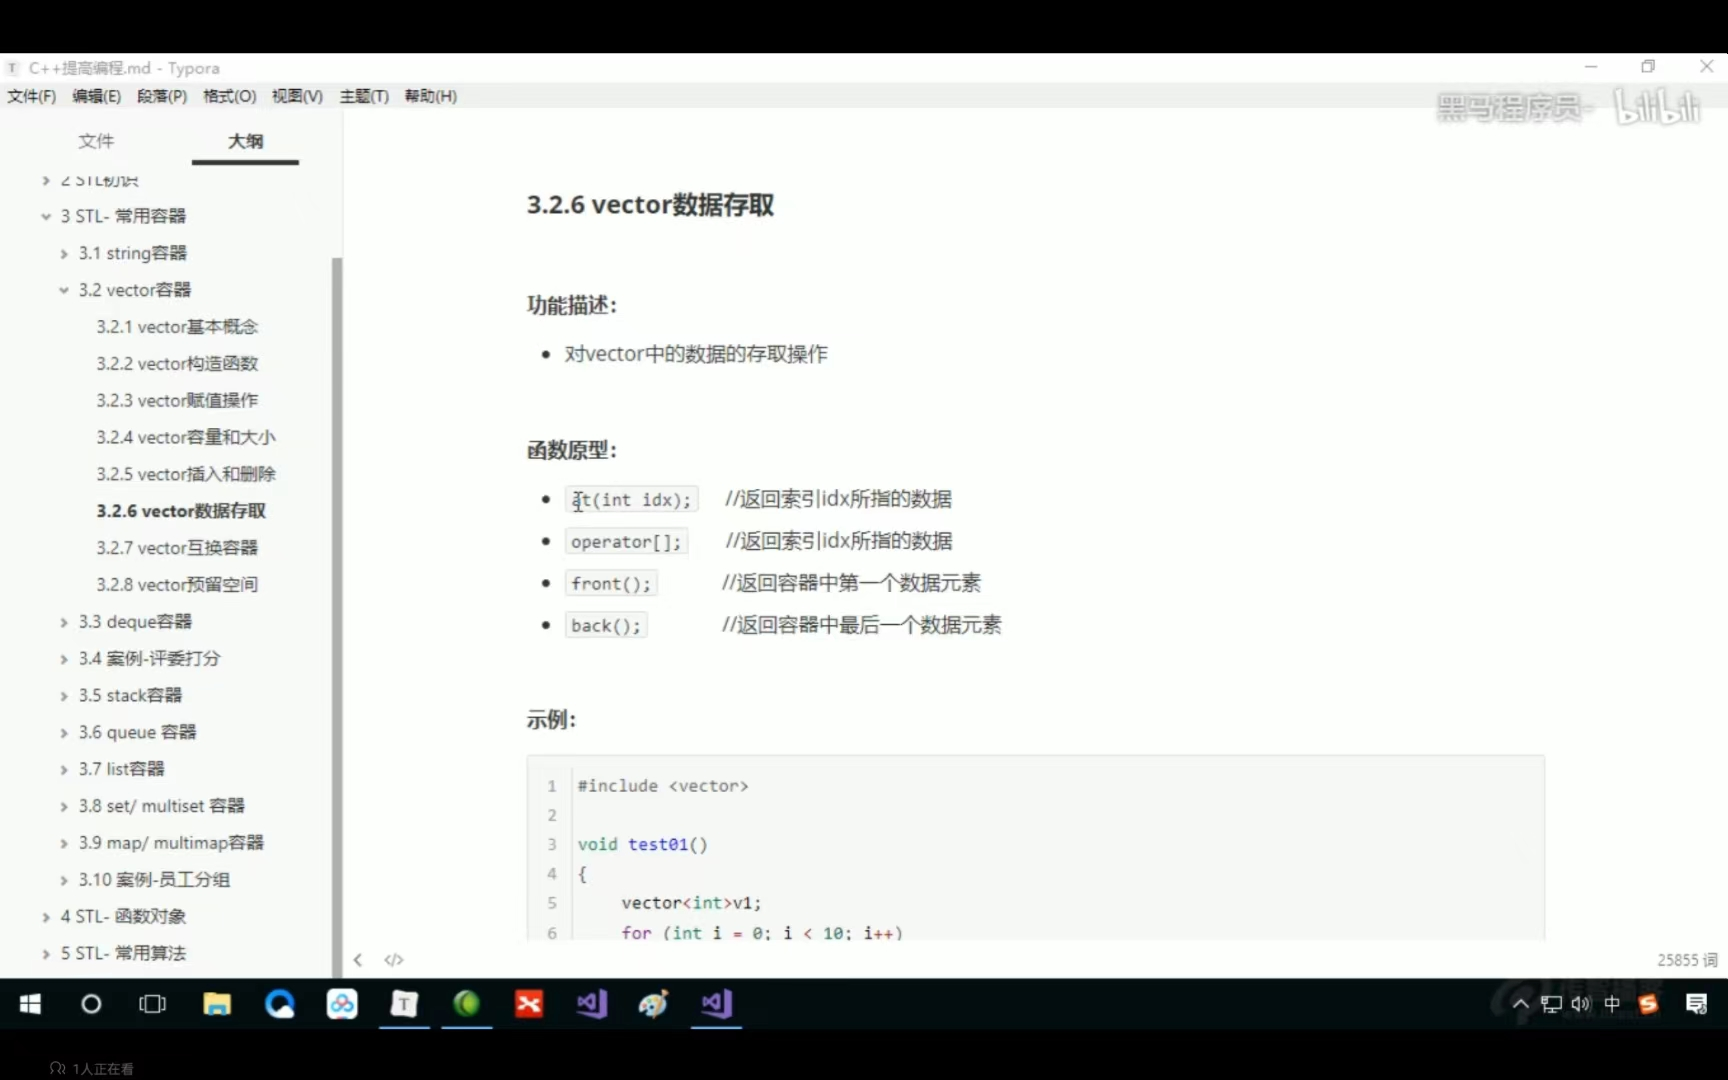 C++提高编程.md - Typora
文件(F) 编辑(E) 段落(P) 格式(O) 视图(V) 主题(T) 帮助(H)
黑马程序员- bilibili
文件 大纲
2 STL初识
3 STL- 常用容器
3.1 string容器
3.2 vector容器
3.2.1 vector基本概念
3.2.2 vector构造函数
3.2.3 vector赋值操作
3.2.4 vector容量和大小
3.2.5 vector插入和删除
3.2.6 vector数据存取
3.2.7 vector互换容器
3.2.8 vector预留空间
3.3 deque容器
3.4 案例-评委打分
3.5 stack容器
3.6 queue 容器
3.7 list容器
3.8 set/ multiset 容器
3.9 map/ multimap容器
3.10 案例-员工分组
4 STL- 函数对象
5 STL- 常用算法
3.2.6 vector数据存取
功能描述：
对vector中的数据的存取操作
函数原型：
at(int idx); //返回索引idx所指的数据
operator[]; //返回索引idx所指的数据
front(); //返回容器中第一个数据元素
back(); //返回容器中最后一个数据元素
示例：
1 #include <vector>
2
3 void test01()
4 {
5 vector<int>v1;
6 for (int i = 0; i < 10; i++)
25855 词
中
1人正在看